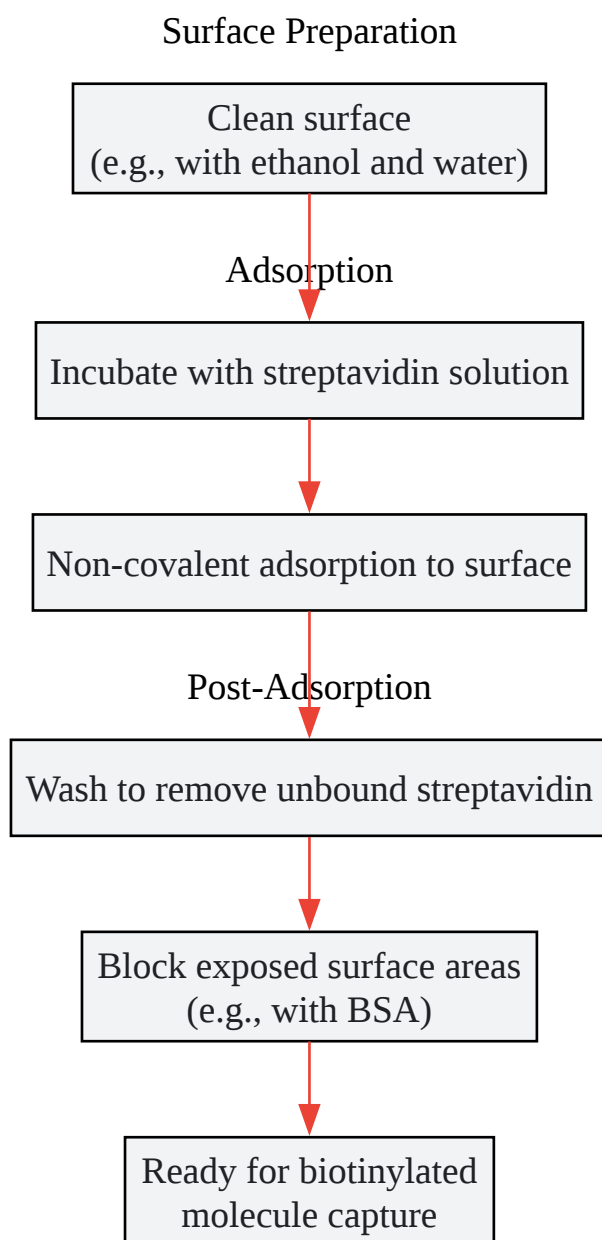 Surface Preparation
Clean surface
(e.g., with ethanol and water)
Adsorption
Incubate with streptavidin solution
Non-covalent adsorption to surface
Post-Adsorption
Wash to remove unbound streptavidin
Block exposed surface areas
(e.g., with BSA)
Ready for biotinylated
molecule capture